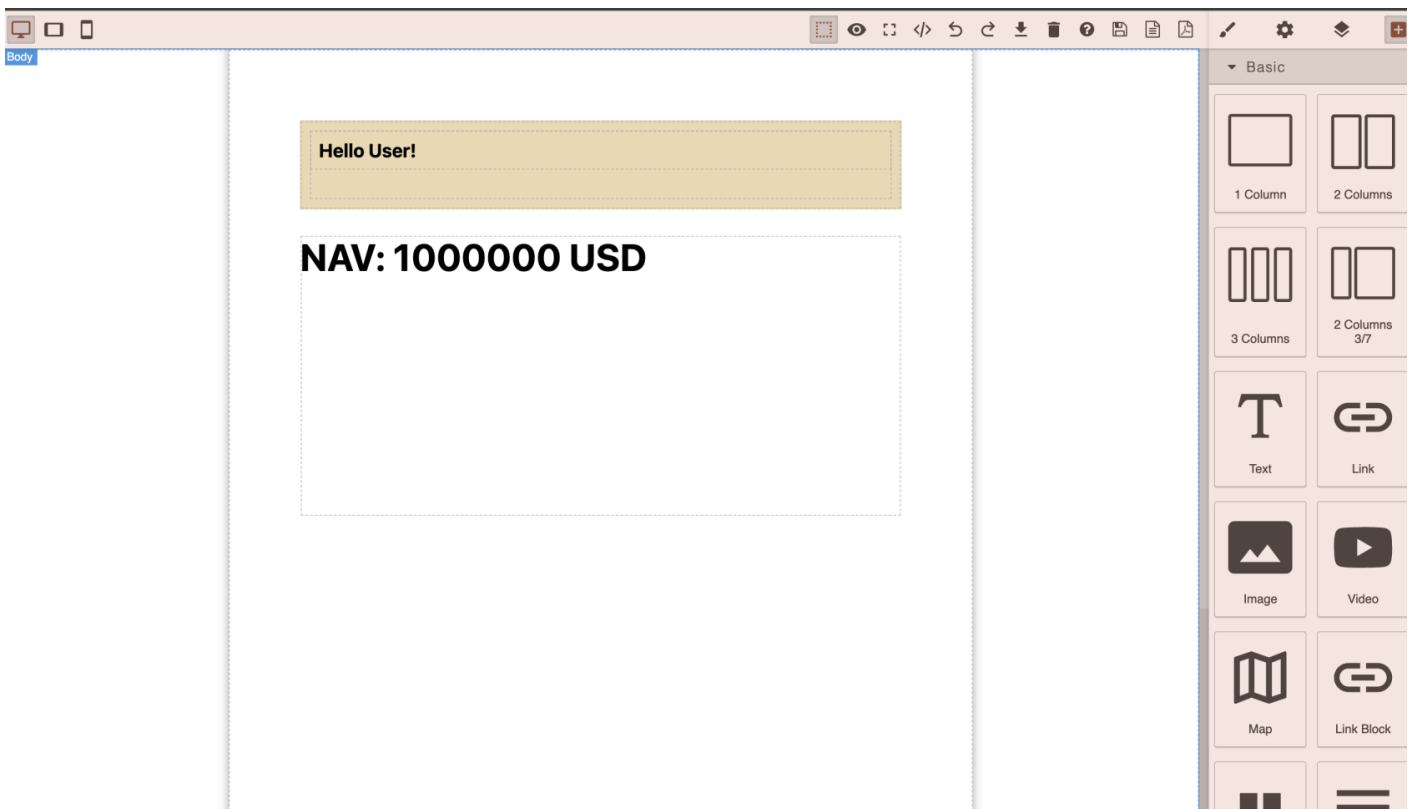 Body
Basic
Hello User!
NAV: 1000000 USD
1 Column
2 Columns
3 Columns
2 Columns
3/7
Text
Link
Image
Video
Map
Link Block